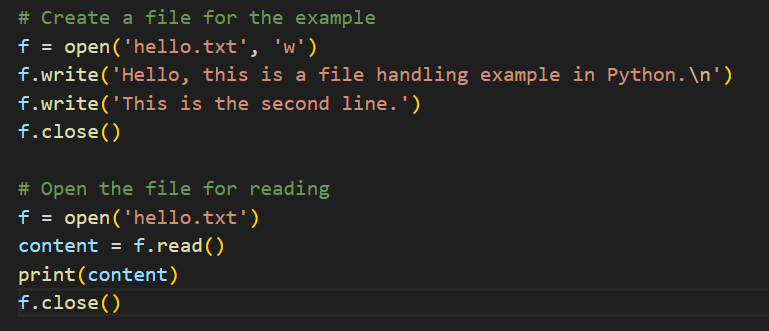 # Create a file for the example
f = open('hello.txt', 'w')
f.write('Hello, this is a file handling example in Python.\n')
f.write('This is the second line.')
f.close()

# Open the file for reading
f = open('hello.txt')
content = f.read()
print(content)
f.close()